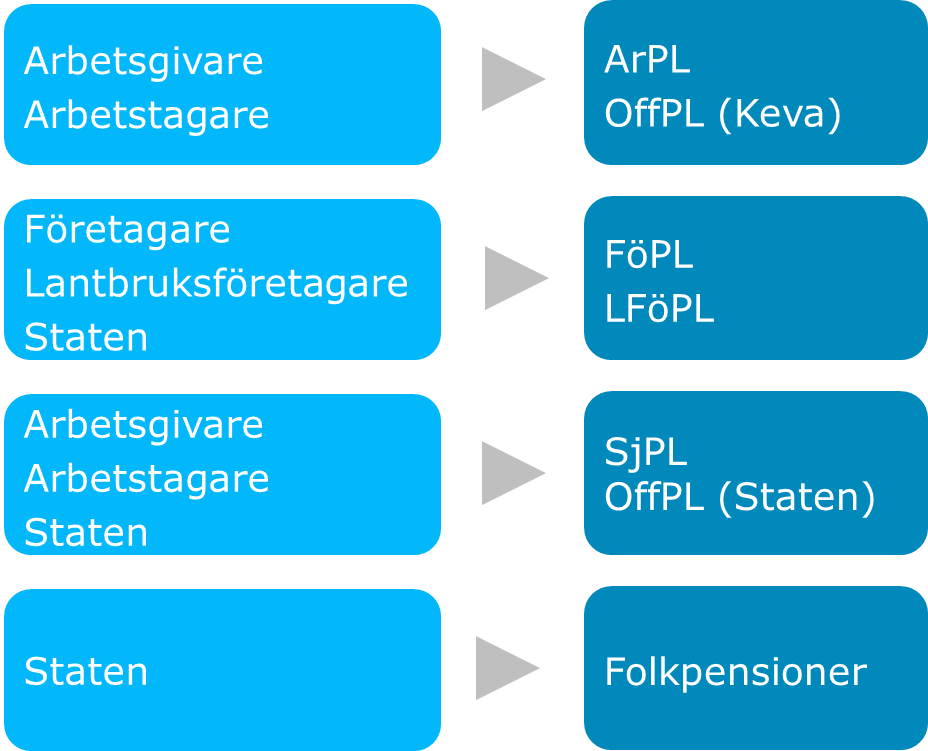 Arbetsgivare
Arbetstagare
ArPL
OffPL (Keva)
Företagare
Lantbruksföretagare
Staten
FöPL
LFöPL
Arbetsgivare
Arbetstagare
Staten
SjPL
OffPL (Staten)
Staten
Folkpensioner